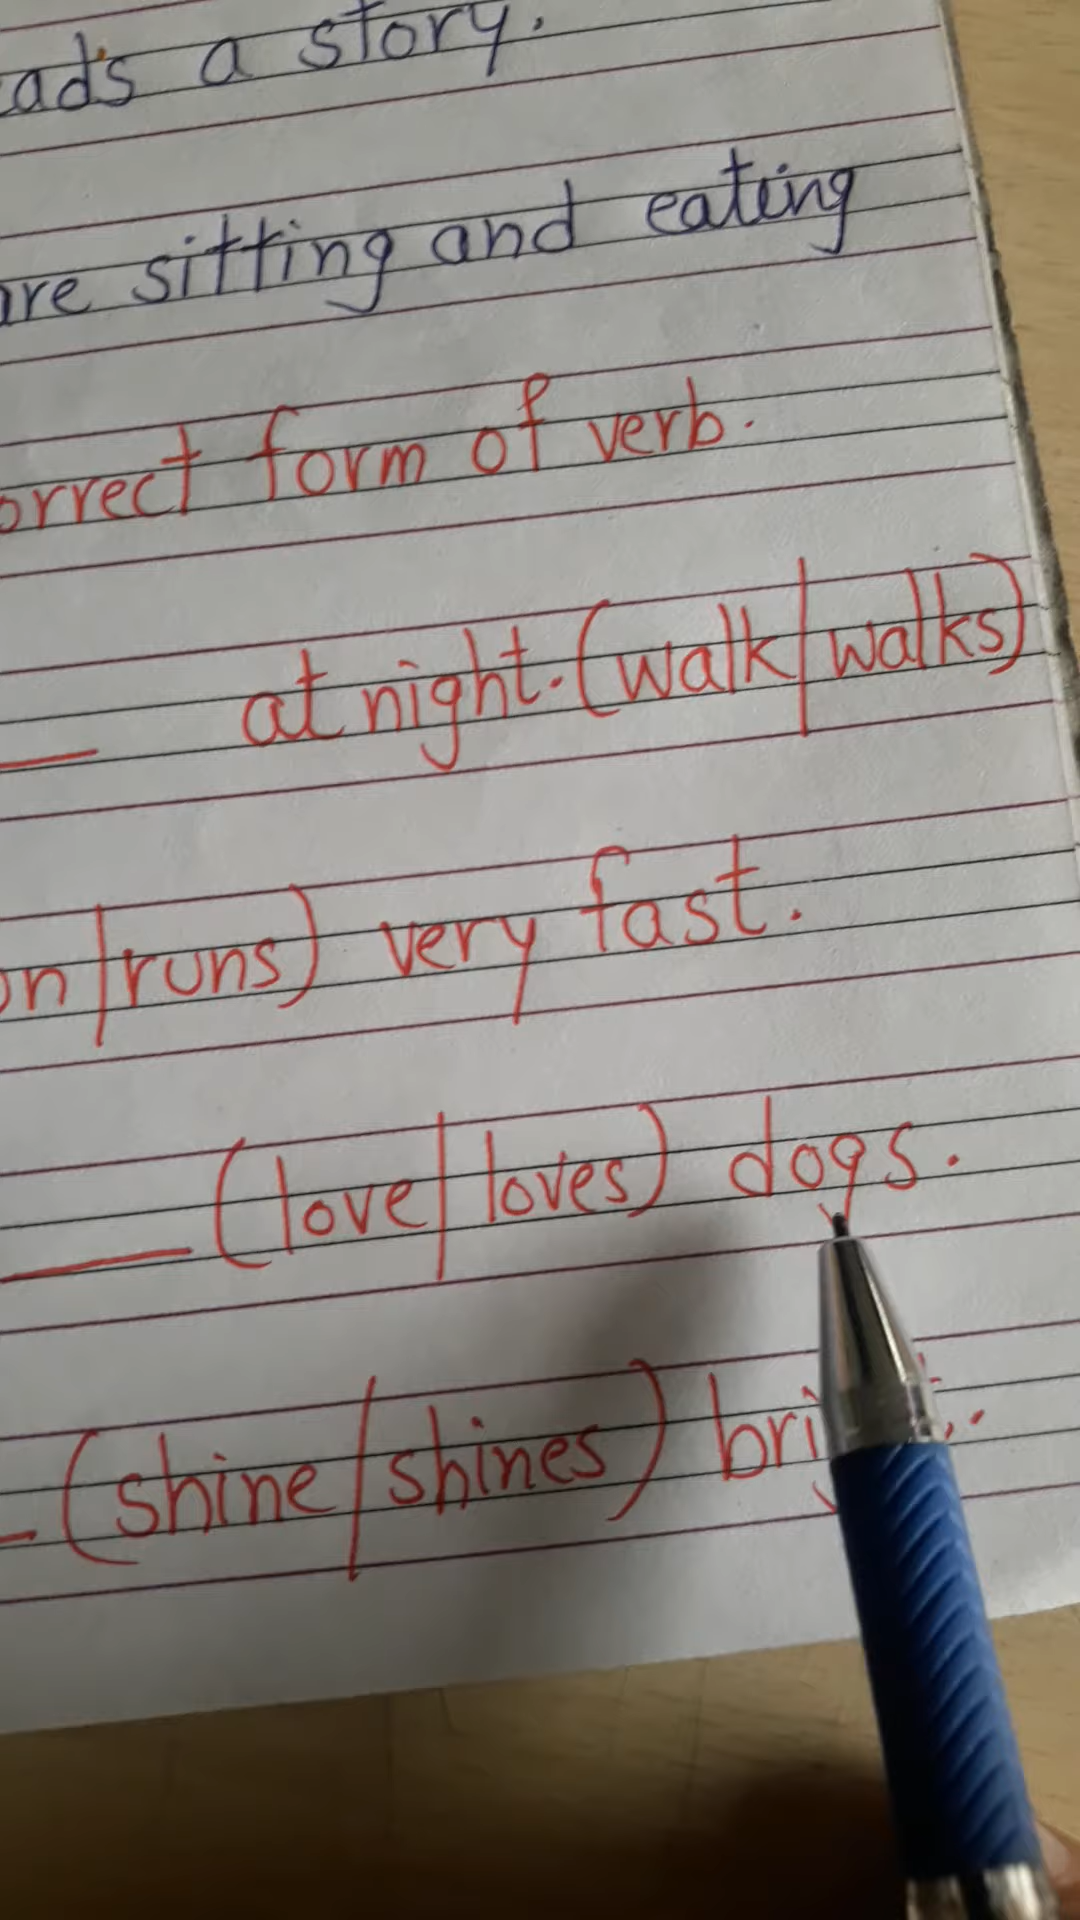 ads a story.
are sitting and eating
orrect form of verb.
at night. (walk/walks)
/runs) very fast.
(love/loves) dogs.
(shine/shines)